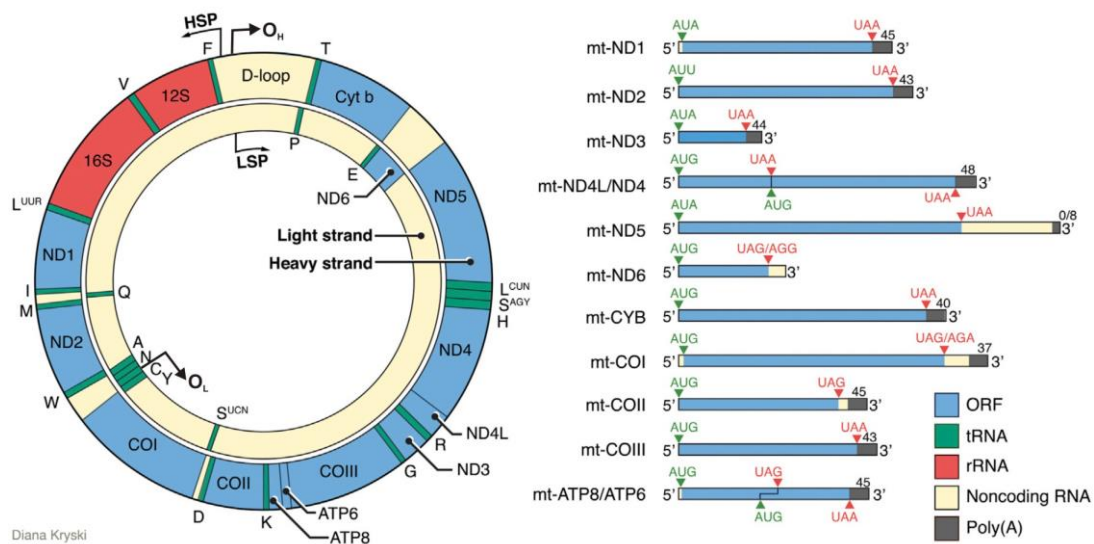 HSP
O_H
F
T
D-loop
V
12S
Cyt b
16S
P
LSP
E
ND6
ND5
L^UUR
Light strand
Heavy strand
ND1
I
Q
M
L^CUN
S^AGY
H
ND2
A
N
C
Y
O_L
ND4
W
S^UCN
COI
ND4L
R
ND3
COIII
G
COII
ATP6
D
K
ATP8
Diana Kryski
AUA UAA 45
mt-ND1 5’ 3’
AUU UAA 43
mt-ND2 5’ 3’
AUA UAA 44
mt-ND3 5’ 3’
AUG UAA 48
mt-ND4L/ND4 5’ 3’
AUG UAA
AUA UAA 0/8
mt-ND5 5’ 3’
AUG UAG/AGG
mt-ND6 5’ 3’
AUG UAA 40
mt-CYB 5’ 3’
AUG UAG/AGA 37
mt-COI 5’ 3’
AUG UAG 45
mt-COII 5’ 3’
AUG UAA 43
mt-COIII 5’ 3’
AUG UAG 45
mt-ATP8/ATP6 5’ 3’
AUG UAA
ORF
tRNA
rRNA
Noncoding RNA
Poly(A)